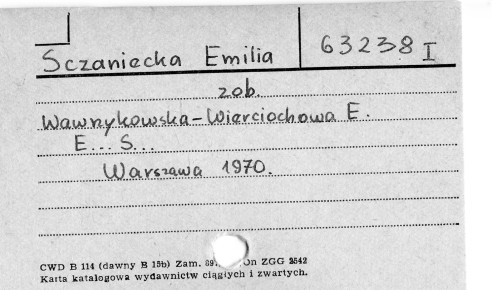 Sczaniecka Emilia 63238 I
zob.
Wawrzykowska-Wierciochowa E.
E... S...
Warszawa 1970.
CWD B 114 (dawny B 15b) Zam. ZGG 3542
Karta katalogowa wydawnictw ciągłych i zwartych.